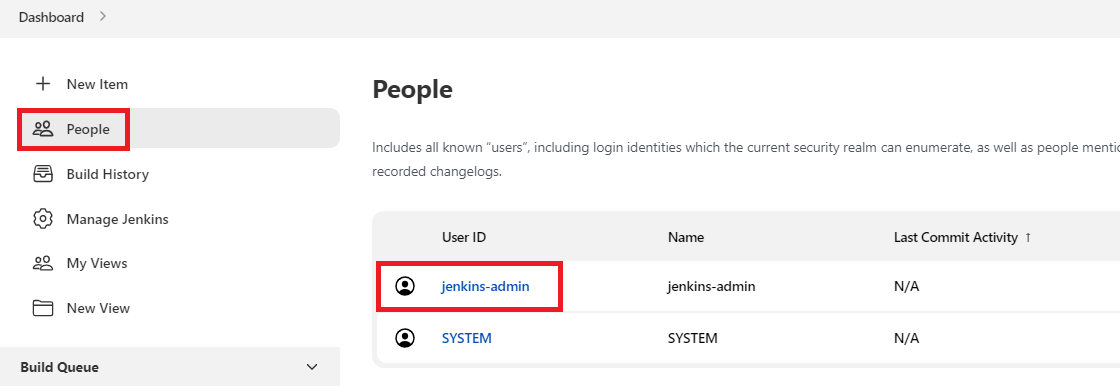 Dashboard
New Item
People
Build History
Manage Jenkins
My Views
New View
Build Queue
People
Includes all known “users”, including login identities which the current security realm can enumerate, as well as people
recorded changelogs.
User ID Name Last Commit Activity ↑
jenkins-admin jenkins-admin N/A
SYSTEM SYSTEM N/A